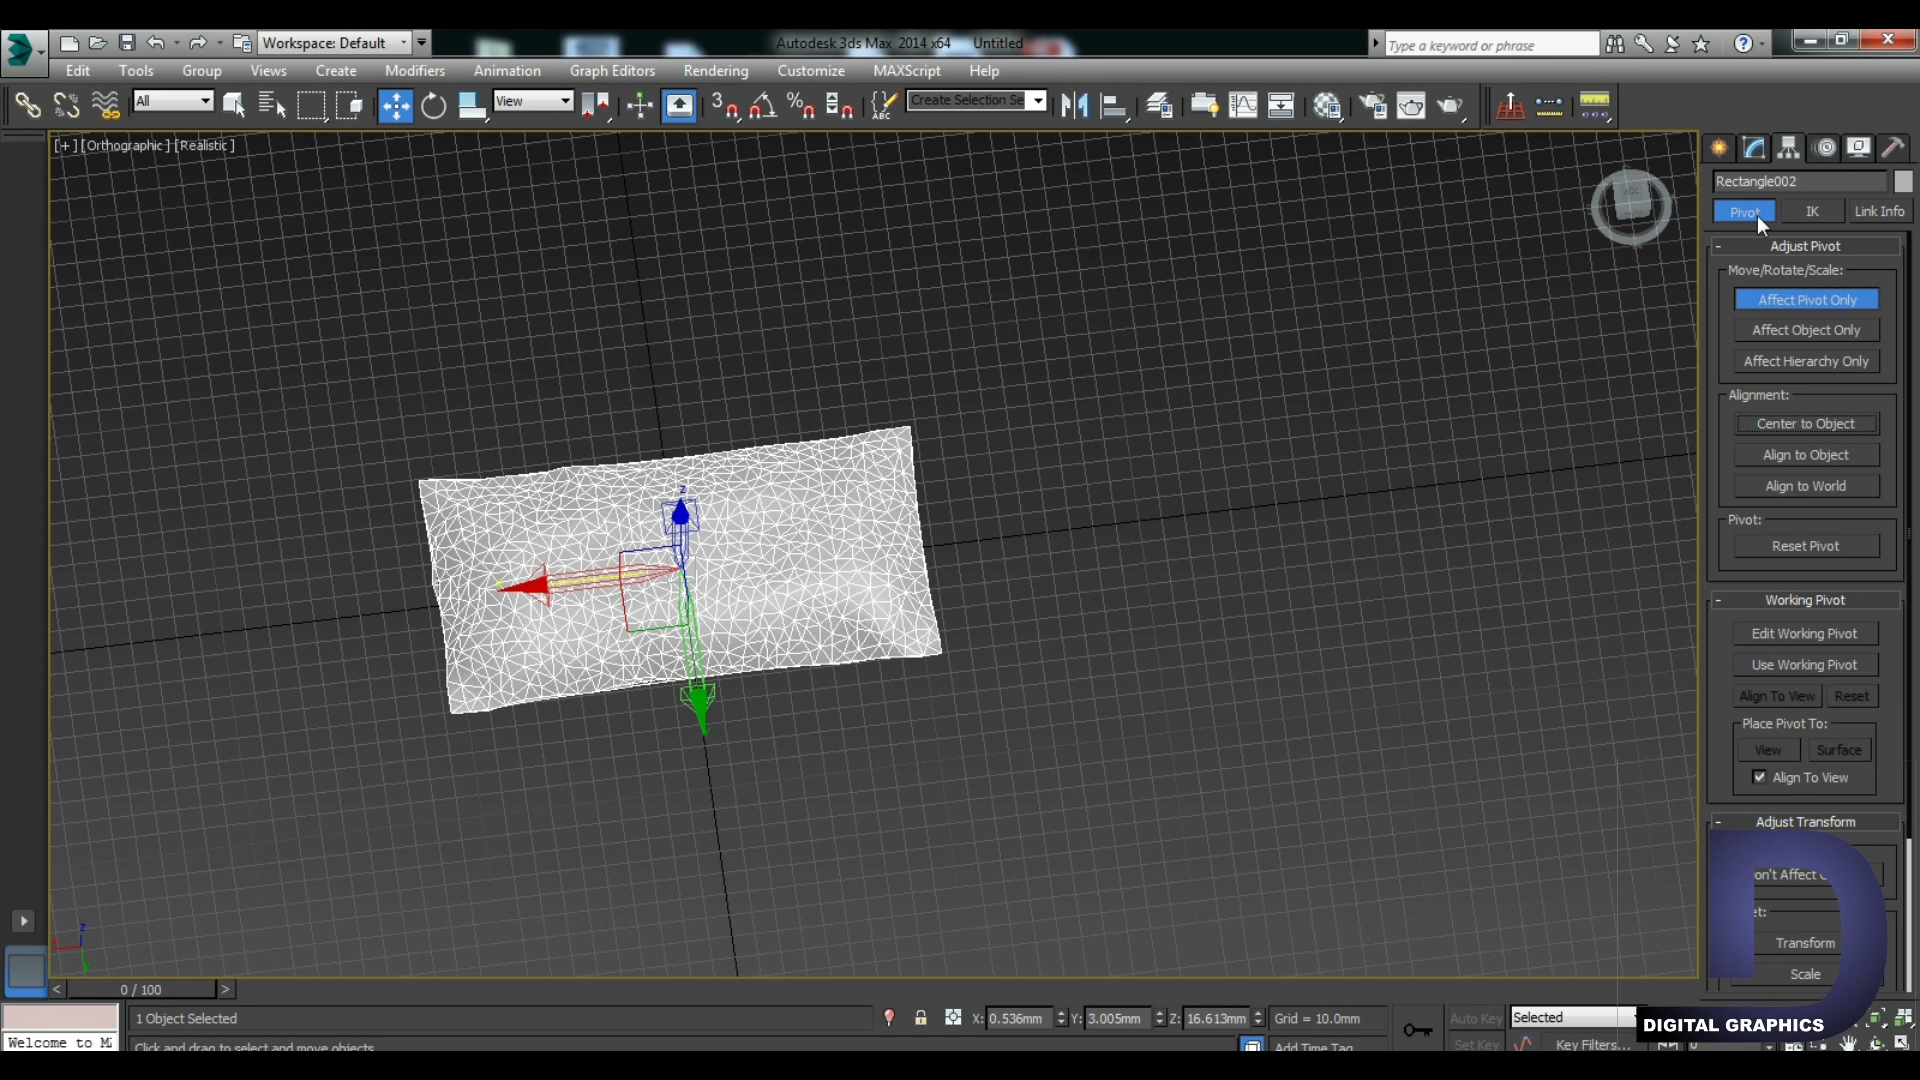 Workspace: Default
Autodesk 3ds Max 2014 x64 Untitled
Type a keyword or phrase
Edit Tools Group Views Create Modifiers Animation Graph Editors Rendering Customize MAXScript Help
All
View
3
%
ABC
Create Selection Se
[+] [Orthographic] [Realistic]
Rectangle002
Pivot IK Link Info
- Adjust Pivot
Move/Rotate/Scale:
Affect Pivot Only
Affect Object Only
Affect Hierarchy Only
Alignment:
Center to Object
Align to Object
Align to World
Pivot:
Reset Pivot
- Working Pivot
Edit Working Pivot
Use Working Pivot
Align To View Reset
Place Pivot To:
View Surface
Align To View
- Adjust Transform
Transform
Scale
z
z
< 0 / 100 >
1 Object Selected
X: 0.536mm Y: 3.005mm Z: 16.613mm Grid = 10.0mm
Auto Key Selected
Welcome to
Click and drag to select and move objects
Add Time Tag
Set Key Key Filters...
0
D
DIGITAL GRAPHICS